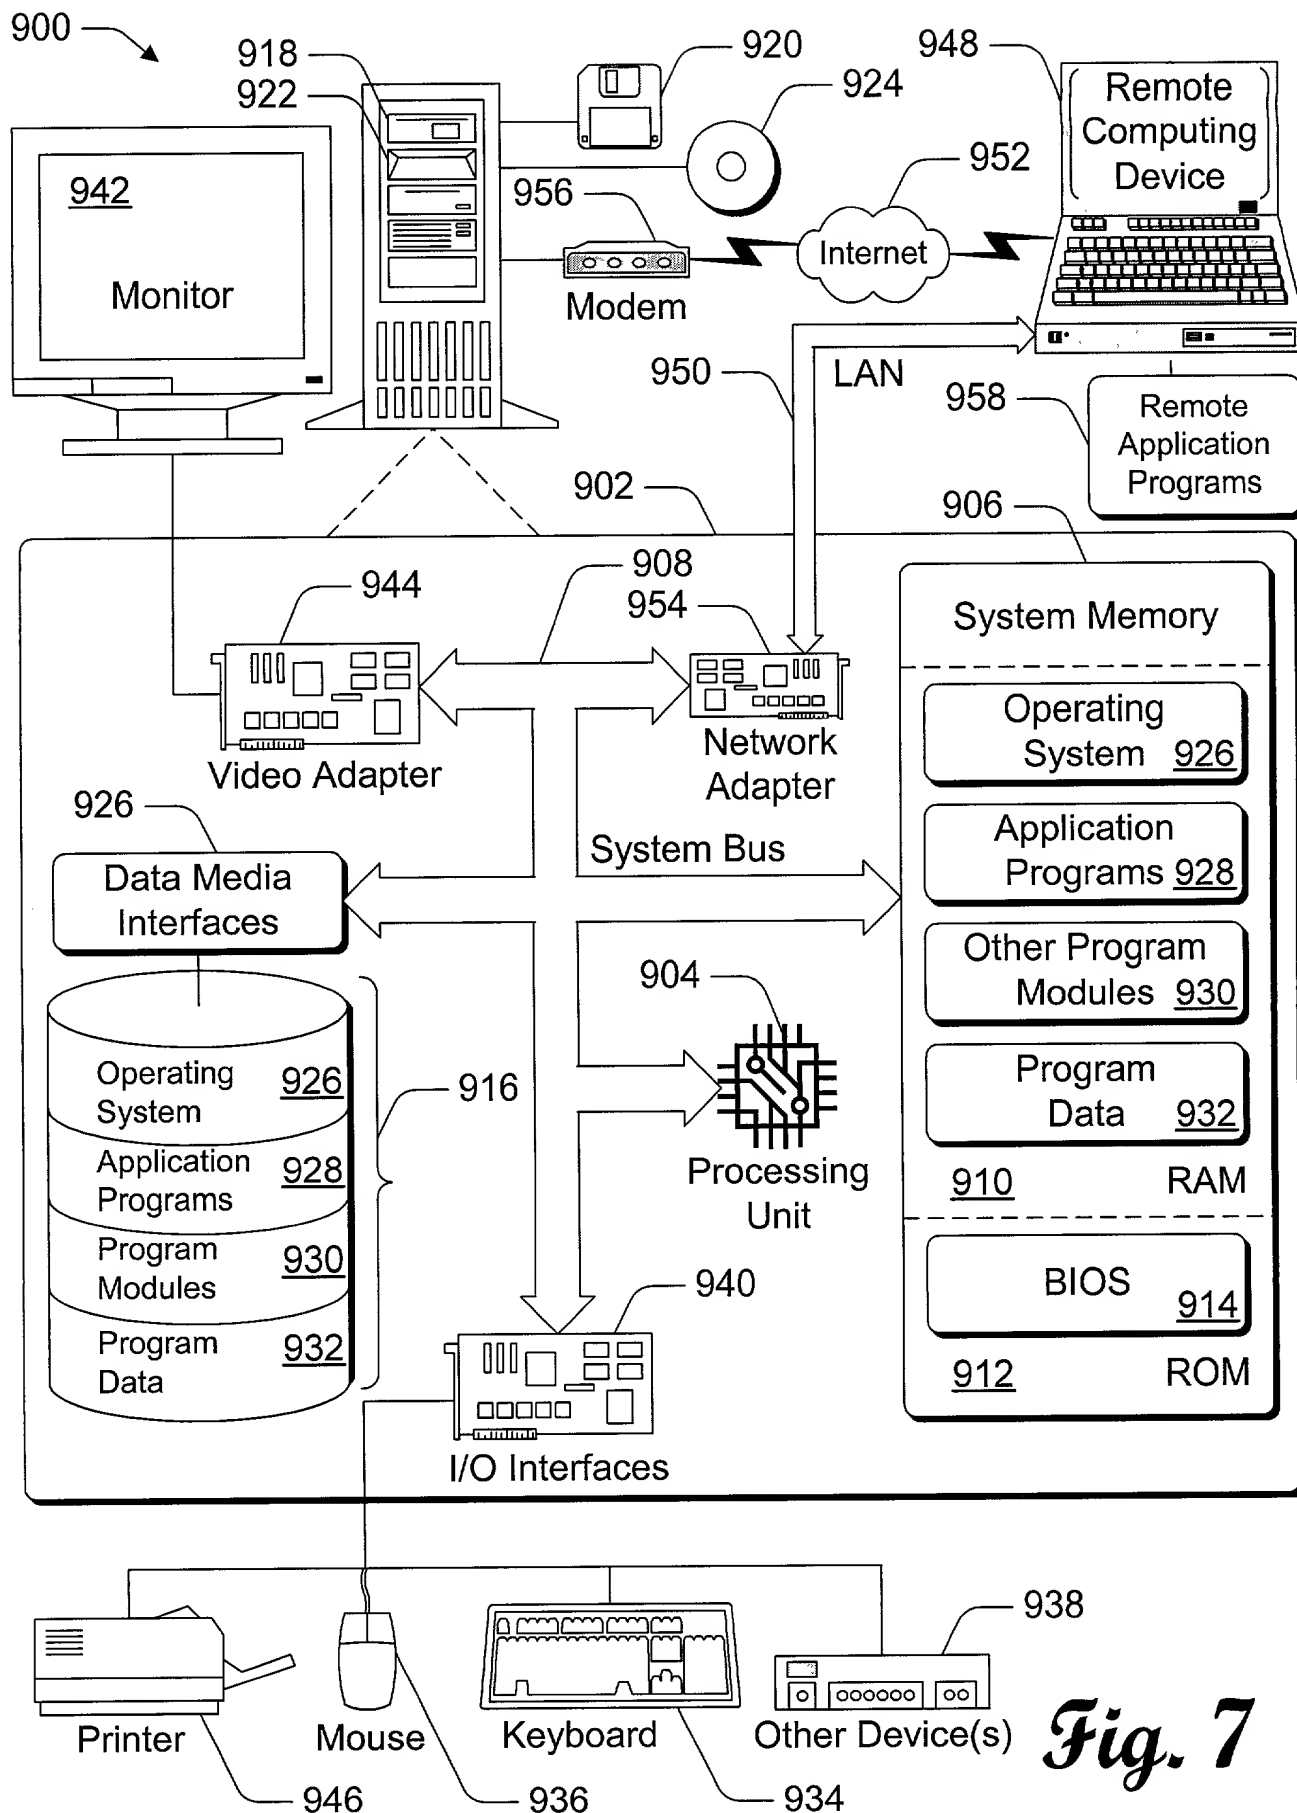 900
918
922
920
924
948
Remote
Computing
Device
942
Monitor
956
Modem
952
Internet
950
LAN
958
Remote
Application
Programs
902
906
944
908
954
Video Adapter
Network
Adapter
System Memory
Operating
System 926
Application
Programs 928
Other Program
Modules 930
Program
Data 932
910 RAM
BIOS
914
912 ROM
926
Data Media
Interfaces
System Bus
904
Processing
Unit
Operating
System 926
Application
Programs 928
Program
Modules 930
Program
Data 932
916
940
I/O Interfaces
938
Printer
Mouse
Keyboard
Other Device(s)
946
936
934
Fig. 7